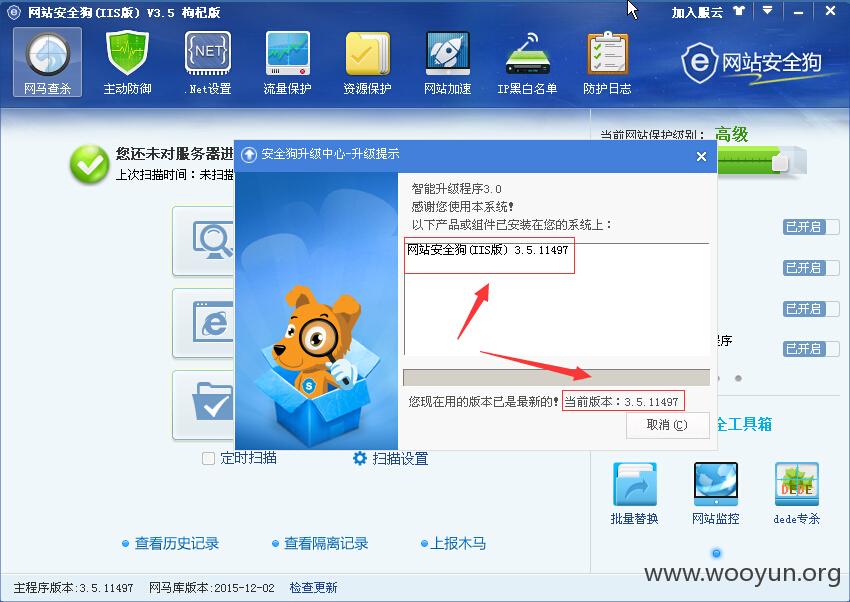 网站安全狗(IIS版) V3.5 枸杞版
加入服云
网马查杀
主动防御
.Net设置
流量保护
资源保护
网站加速
IP黑白名单
防护日志
网站安全狗
NET
当前网站保护级别： 高级
您还未对服务器进
上次扫描时间：未扫描
安全狗升级中心-升级提示
智能升级程序3.0
感谢您使用本系统!
以下产品或组件已安装在您的系统上：
网站安全狗(IIS版) 3.5.11497
您现在用的版本已是最新的!
当前版本：3.5.11497
取消(C)
已开启
已开启
已开启
程序
已开启
全工具箱
定时扫描
扫描设置
批量替换
网站监控
DEDE
dede专杀
查看历史记录
查看隔离记录
上报木马
www.wooyun.org
主程序版本:3.5.11497 网马库版本:2015-12-02 检查更新